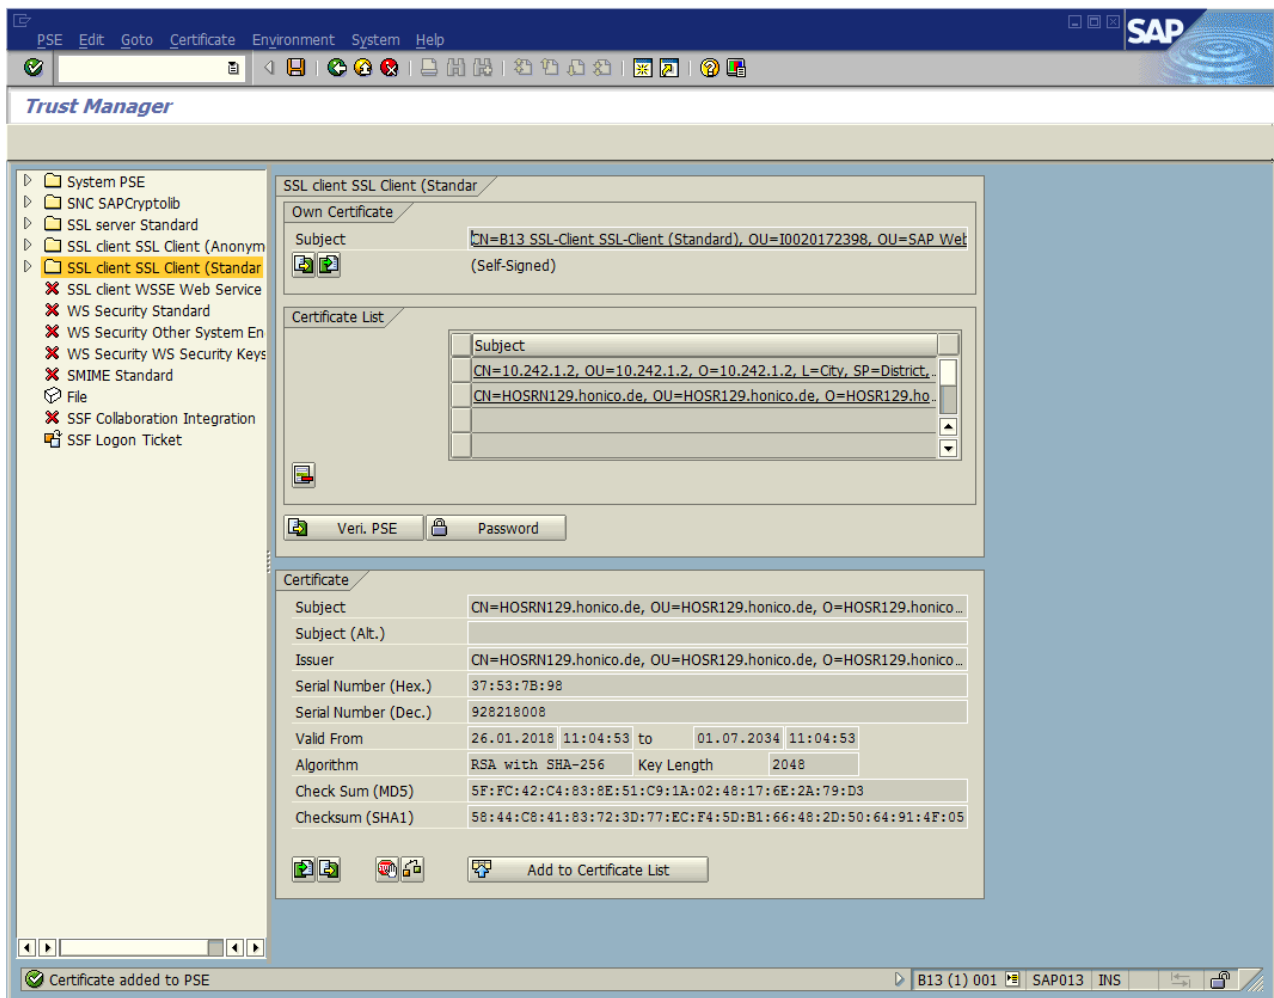 PSE Edit Goto Certificate Environment System Help
SAP
Trust Manager
System PSE
SNC SAPCryptolib
SSL server Standard
SSL client SSL Client (Anonym
SSL client SSL Client (Standar
SSL client WSSE Web Service
WS Security Standard
WS Security Other System En
WS Security WS Security Keys
SMIME Standard
File
SSF Collaboration Integration
SSF Logon Ticket
SSL client SSL Client (Standar
Own Certificate
Subject CN=B13 SSL-Client SSL-Client (Standard), OU=I0020172398, OU=SAP Web
(Self-Signed)
Certificate List
Subject
CN=10.242.1.2, OU=10.242.1.2, O=10.242.1.2, L=City, SP=District,...
CN=HOSRN129.honico.de, OU=HOSR129.honico.de, O=HOSR129.ho...
Veri. PSE Password
Certificate
Subject CN=HOSRN129.honico.de, OU=HOSR129.honico.de, O=HOSR129.honico...
Subject (Alt.)
Issuer CN=HOSRN129.honico.de, OU=HOSR129.honico.de, O=HOSR129.honico...
Serial Number (Hex.) 37:53:7B:98
Serial Number (Dec.) 928218008
Valid From 26.01.2018 11:04:53 to 01.07.2034 11:04:53
Algorithm RSA with SHA-256 Key Length 2048
Check Sum (MD5) 5F:FC:42:C4:83:8E:51:C9:1A:02:48:17:6E:2A:79:D3
Checksum (SHA1) 58:44:C8:41:83:72:3D:77:EC:F4:5D:B1:66:48:2D:50:64:91:4F:05
Add to Certificate List
Certificate added to PSE B13 (1) 001 SAP013 INS